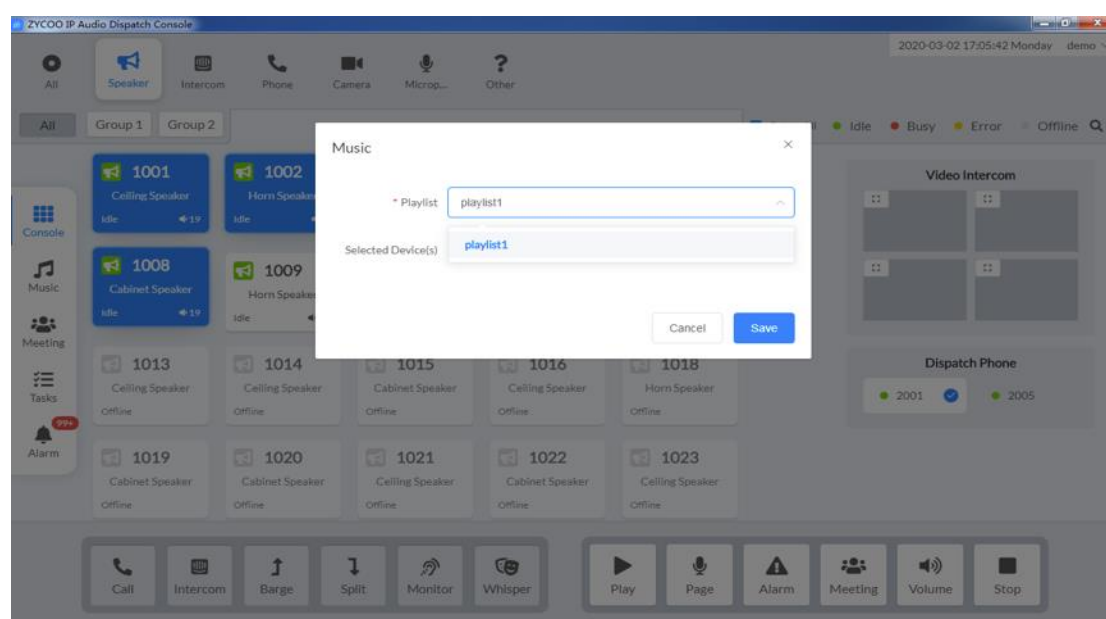 ZYCOO IP Audio Dispatch Console
2020-03-02 17:05:42 Monday demo
All Speaker Intercom Phone Camera Microp... Other
All Group 1 Group 2
Idle Busy Error Offline
Music
* Playlist playlist1
playlist1
Selected Device(s)
Cancel Save
Console
Music
Meeting
Tasks
99+
Alarm
1001
Ceiling Speaker
Idle 19
1002
Horn Speaker
Idle
1008
Cabinet Speaker
Idle 19
1009
Horn Speaker
Idle
1013
Ceiling Speaker
Offline
1014
Ceiling Speaker
Offline
1015
Cabinet Speaker
Offline
1016
Ceiling Speaker
Offline
1018
Horn Speaker
Offline
1019
Cabinet Speaker
Offline
1020
Cabinet Speaker
Offline
1021
Ceiling Speaker
Offline
1022
Cabinet Speaker
Offline
1023
Ceiling Speaker
Offline
Video Intercom
Dispatch Phone
2001 2005
Call Intercom Barge Split Monitor Whisper Play Page Alarm Meeting Volume Stop